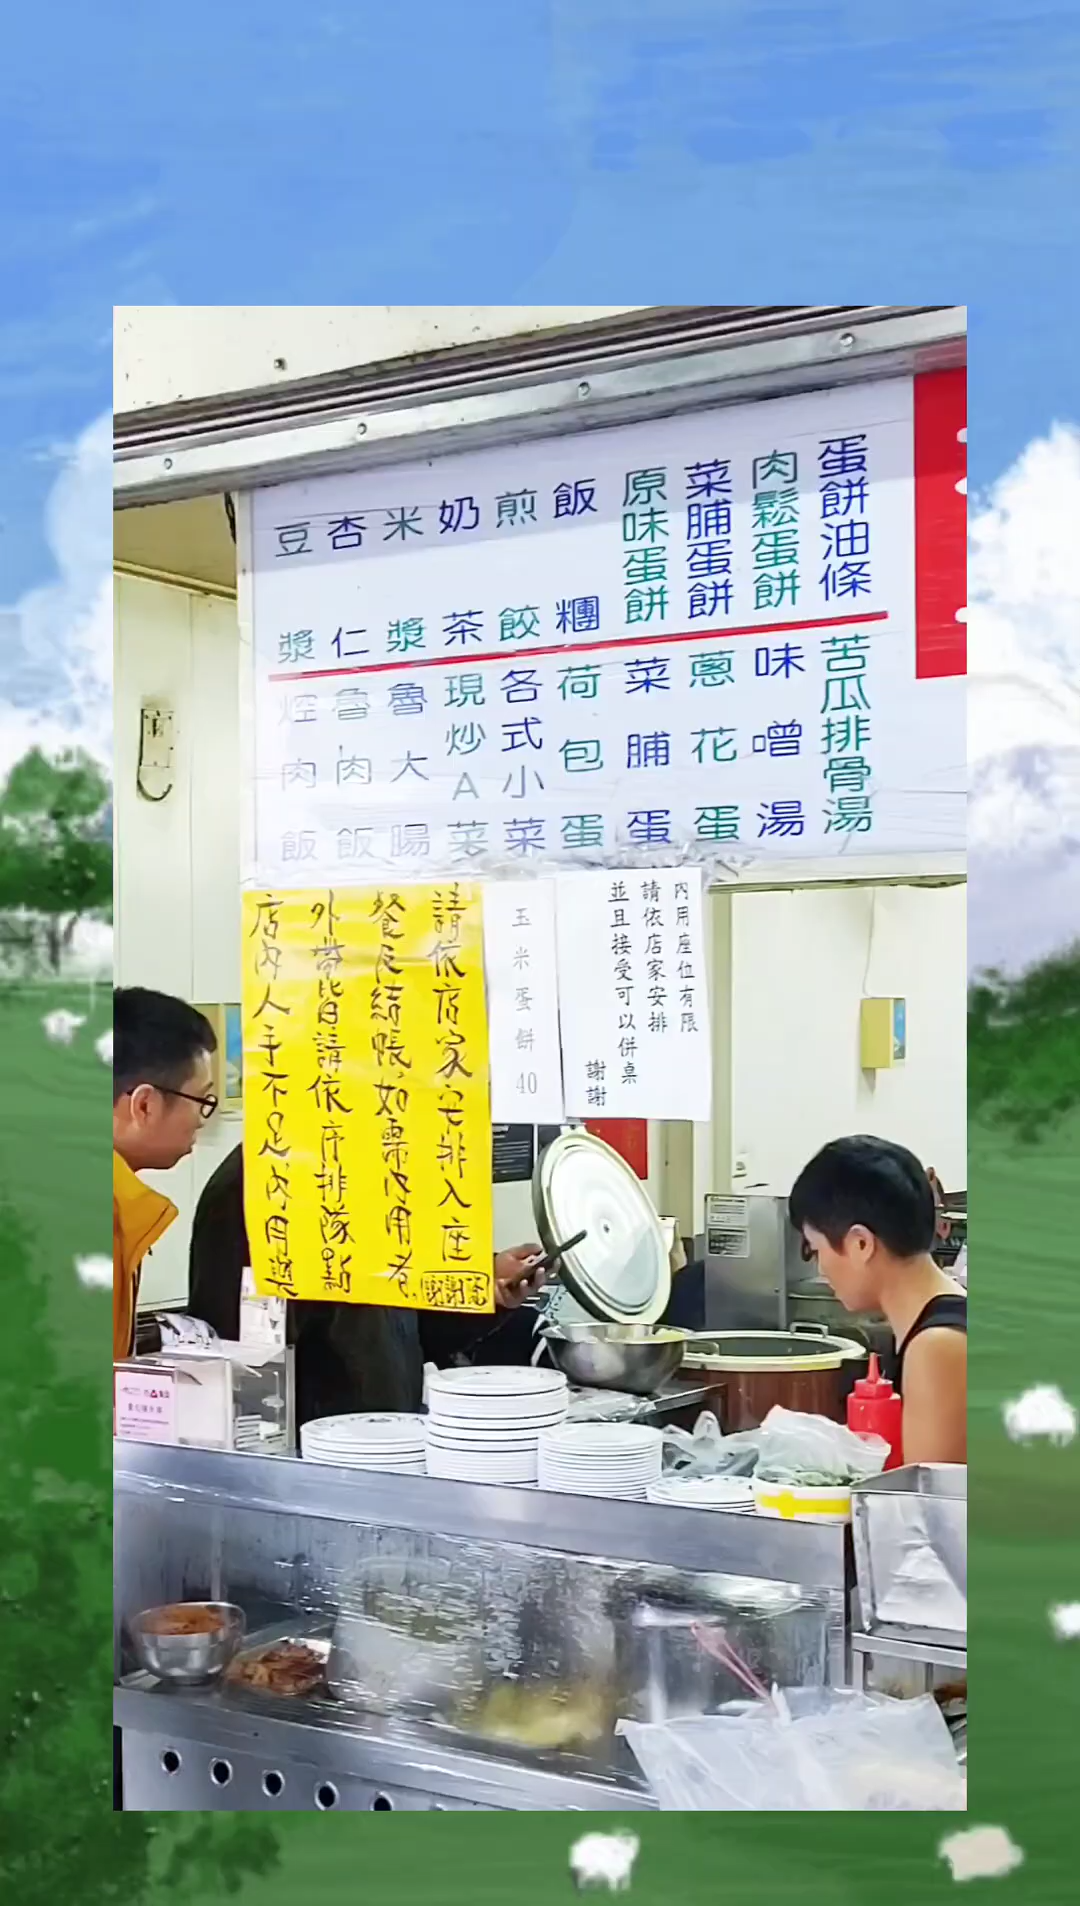 蛋餅油條
肉鬆蛋餅
菜脯蛋餅
原味蛋餅
飯糰
煎餃
奶茶
米漿
杏仁
豆漿
苦瓜排骨湯
味噌湯
蔥花蛋
菜脯蛋
荷包蛋
各式小菜
現炒A菜
魯大腸
魯肉飯
焢肉飯
請依店家安排入座
餐後結帳,如需內用者
外帶皆請依序排隊點
店內人手不足內用
謝謝
玉米蛋餅 40
內用座位有限
請依店家安排
並且接受可以併桌
謝謝